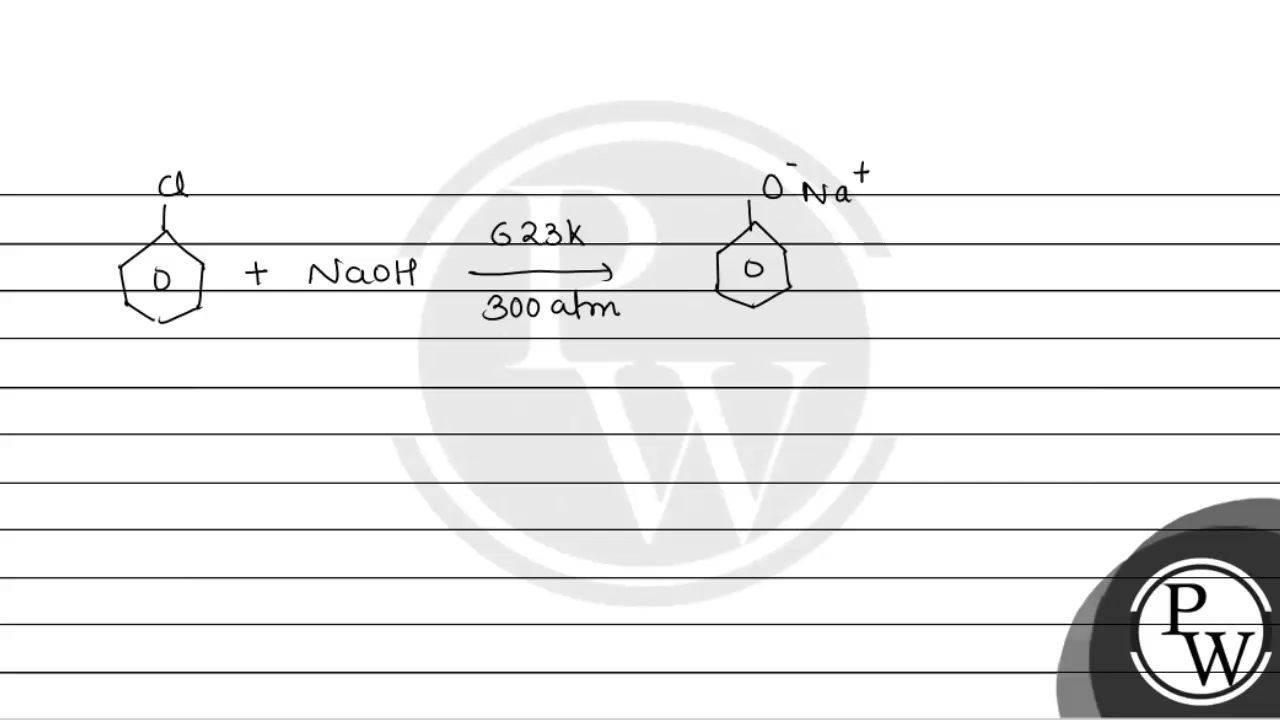 Cl
O⁻Na⁺
+ NaOH
623K
300 atm
P
W
P
W